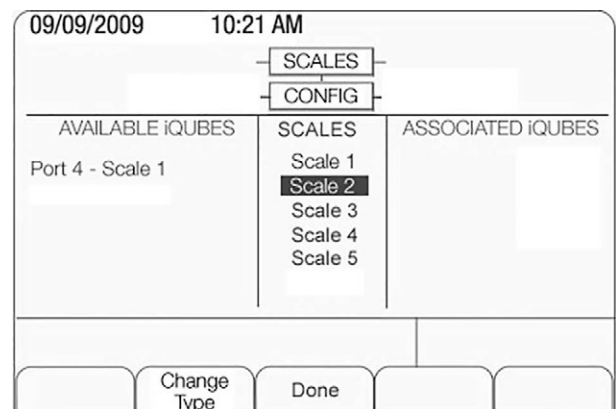 09/09/2009 10:21 AM
SCALES
CONFIG
AVAILABLE iQUBES
SCALES
ASSOCIATED iQUBES
Port 4 - Scale 1
Scale 1
Scale 2
Scale 3
Scale 4
Scale 5
Change
Type
Done